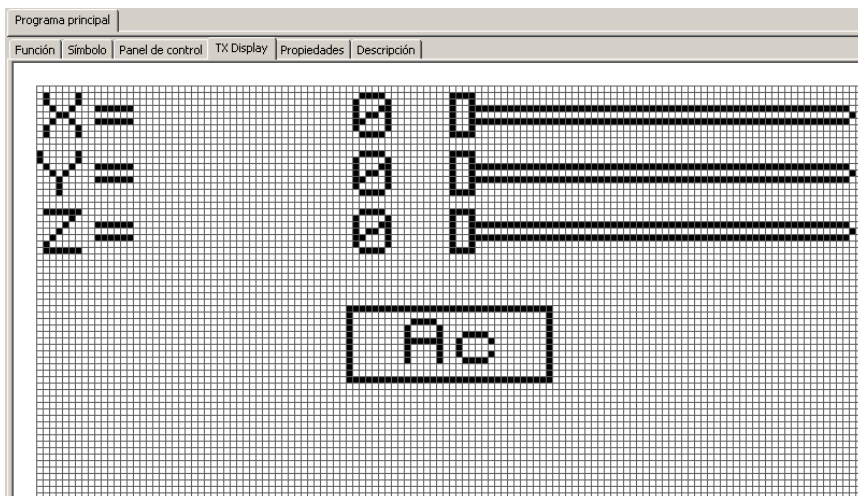 Programa principal
Función Símbolo Panel de control TX Display Propiedades Descripción
X= 0
Y= 0
Z= 0
Ac